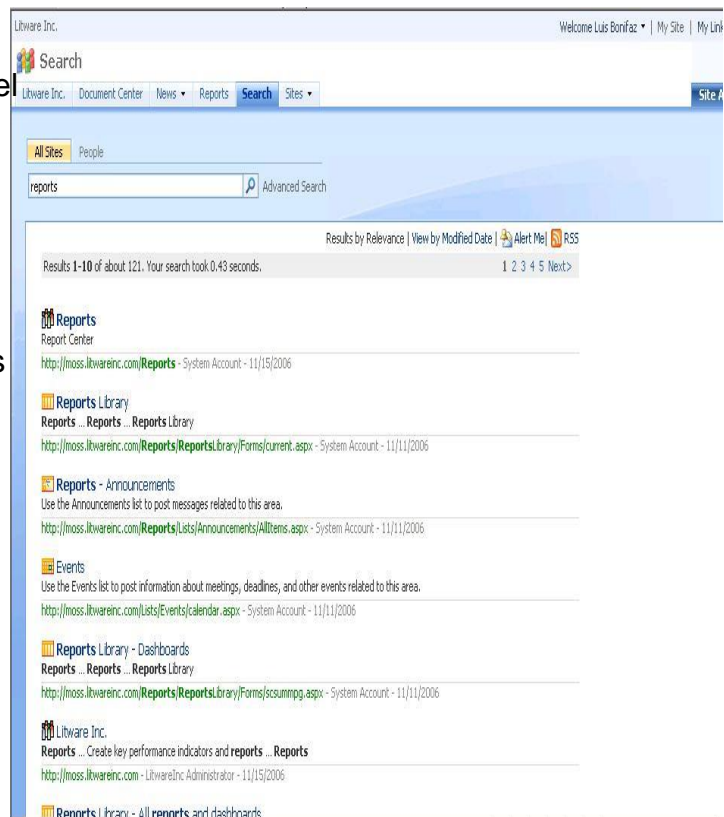 Litware Inc.
Welcome Luis Bonifaz | My Site | My Link
Search
el
Litware Inc. Document Center News Reports Search Sites
Site A
All Sites People
reports
Advanced Search
Results by Relevance | View by Modified Date | Alert Me | RSS
Results 1-10 of about 121. Your search took 0.43 seconds.
1 2 3 4 5 Next>
Reports
Report Center
s
http://moss.litwareinc.com/Reports - System Account - 11/15/2006
Reports Library
Reports ... Reports ... Reports Library
http://moss.litwareinc.com/Reports/ReportsLibrary/Forms/current.aspx - System Account - 11/11/2006
Reports - Announcements
Use the Announcements list to post messages related to this area.
http://moss.litwareinc.com/Reports/Lists/Announcements/AllItems.aspx - System Account - 11/11/2006
Events
Use the Events list to post information about meetings, deadlines, and other events related to this area.
http://moss.litwareinc.com/Lists/Events/calendar.aspx - System Account - 11/11/2006
Reports Library - Dashboards
Reports ... Reports ... Reports Library
http://moss.litwareinc.com/Reports/ReportsLibrary/Forms/scsummpg.aspx - System Account - 11/11/2006
Litware Inc.
Reports ... Create key performance indicators and reports ... Reports
http://moss.litwareinc.com - LitwareInc Administrator - 11/15/2006
Reports Library - All reports and dashboards